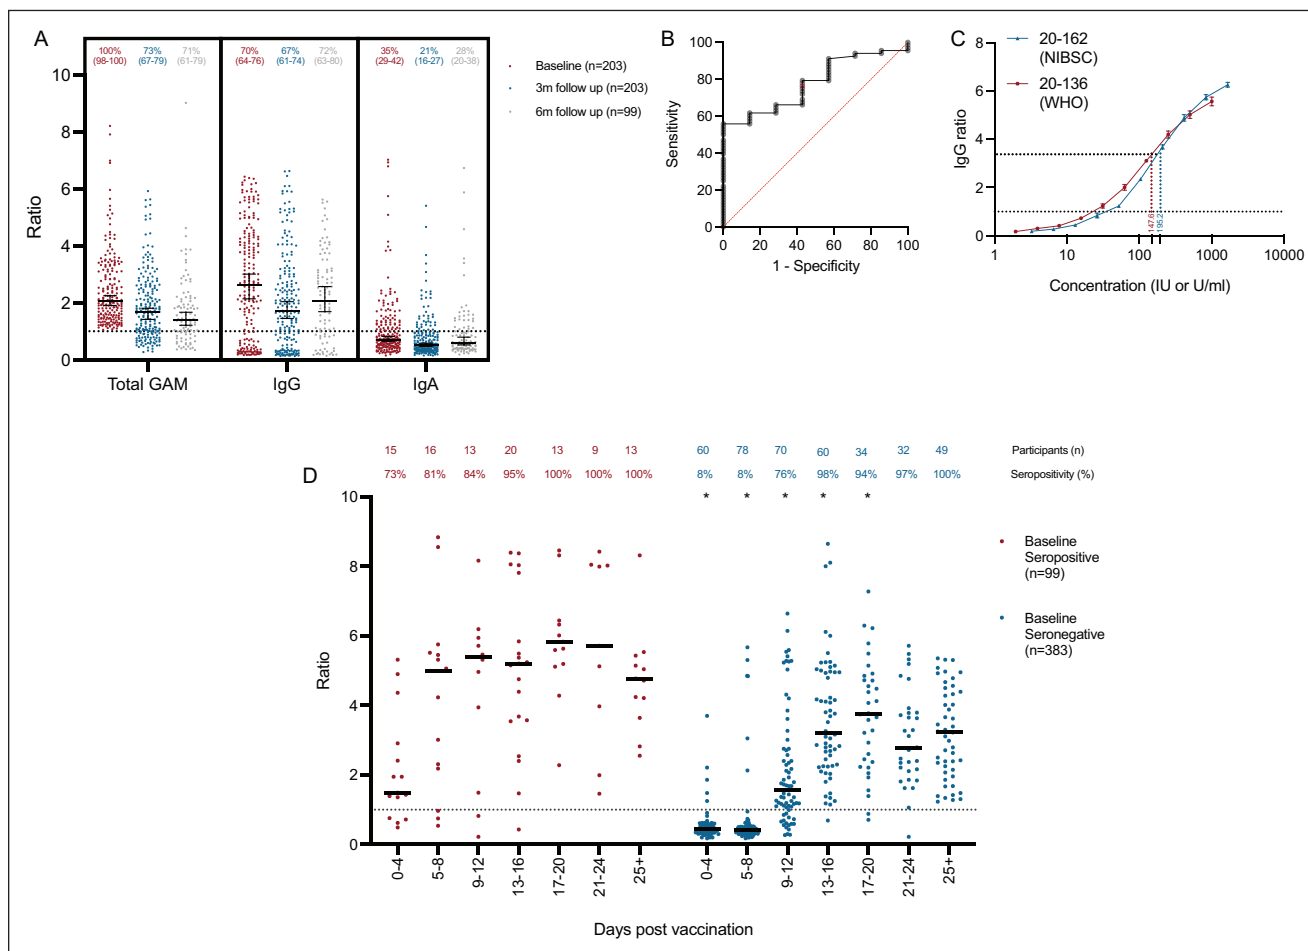 A
100% 73% 71% 70% 67% 72% 35% 21% 28%
(98-100) (67-79) (61-79) (64-76) (61-74) (63-80) (29-42) (16-27) (20-38)
Baseline (n=203)
3m follow up (n=203)
6m follow up (n=99)
Ratio
10
8
6
4
2
0
Total GAM IgG IgA
B
Sensitivity
100
80
60
40
20
0
0 20 40 60 80 100
1 - Specificity
C
20-162
(NIBSC)
20-136
(WHO)
IgG ratio
8
6
4
2
0
147.6
195.2
1 10 100 1000 10000
Concentration (IU or U/ml)
D
15 16 13 20 13 9 13 60 78 70 60 34 32 49 Participants (n)
73% 81% 84% 95% 100% 100% 100% 8% 8% 76% 98% 94% 97% 100% Seropositivity (%)
* * * * *
Ratio
10
8
6
4
2
0
Baseline
Seropositive
(n=99)
Baseline
Seronegative
(n=383)
0-4 5-8 9-12 13-16 17-20 21-24 25+ 0-4 5-8 9-12 13-16 17-20 21-24 25+
Days post vaccination